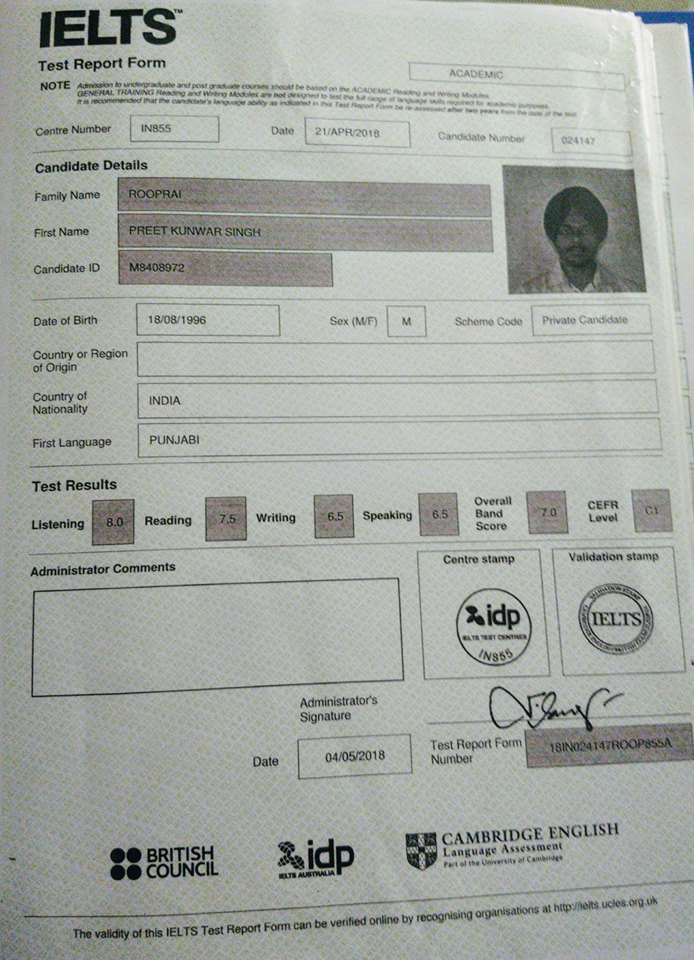 IELTS™
Test Report Form
ACADEMIC
NOTE Admission to undergraduate and post graduate courses should be based on the ACADEMIC Reading and Writing Modules.
GENERAL TRAINING Reading and Writing Modules are not designed to test the full range of language skills required for academic purposes.
It is recommended that the candidate's language ability as indicated in this Test Report Form be re-assessed after two years from the date of the test.
Centre Number IN855 Date 21/APR/2018 Candidate Number 024147
Candidate Details
Family Name ROOPRAI
First Name PREET KUNWAR SINGH
Candidate ID M8408972
Date of Birth 18/08/1996 Sex (M/F) M Scheme Code Private Candidate
Country or Region
of Origin
Country of
Nationality INDIA
First Language PUNJABI
Test Results
Listening 8.0 Reading 7.5 Writing 6.5 Speaking 6.5 Overall Band Score 7.0 CEFR Level C1
Administrator Comments
Centre stamp
idp
IELTS TEST CENTRES
IN855
Validation stamp
VALIDATION STAMP
IELTS
Administrator's
Signature
Date 04/05/2018
Test Report Form
Number 18IN024147ROOP855A
BRITISH
COUNCIL
idp
IELTS AUSTRALIA
CAMBRIDGE ENGLISH
Language Assessment
Part of the University of Cambridge
The validity of this IELTS Test Report Form can be verified online by recognising organisations at http://ielts.ucles.org.uk